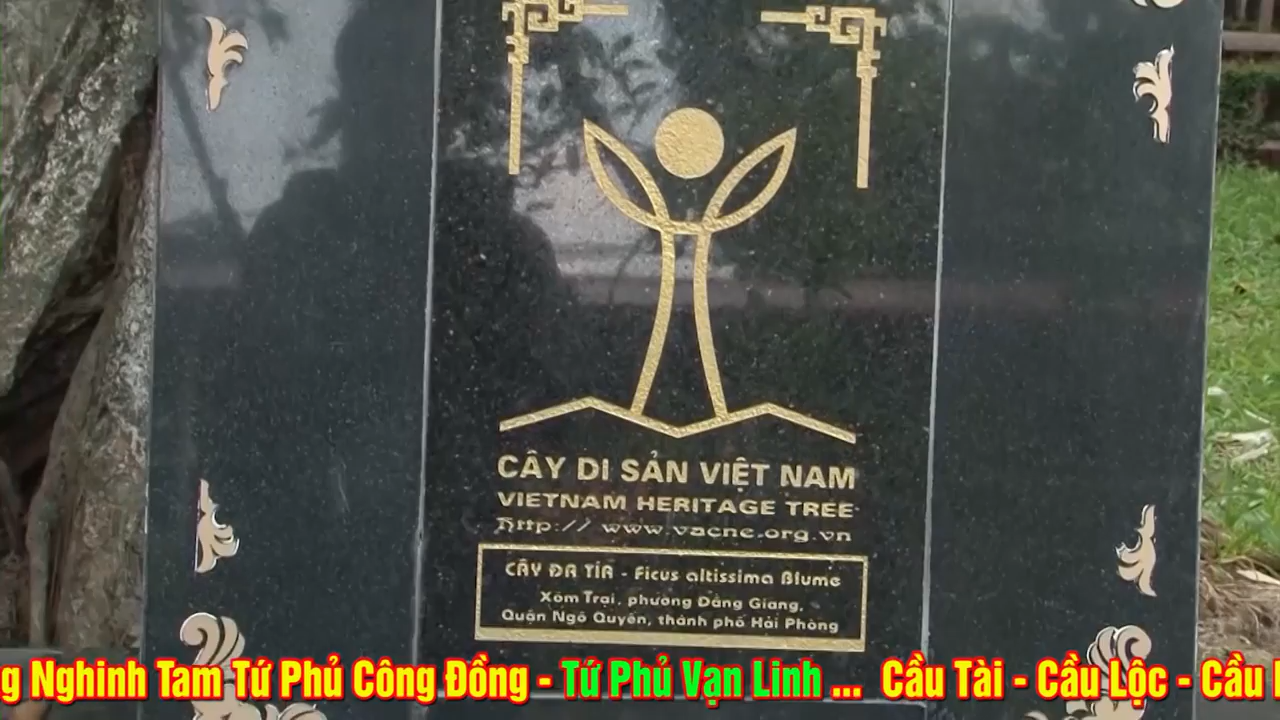 CÂY DI SẢN VIỆT NAM
VIETNAM HERITAGE TREE
http:// www.vacne.org.vn
CÂY ĐA TÍA - Ficus altissima Blume
Xóm Trại, phường Đằng Giang,
Quận Ngô Quyền, thành phố Hải Phòng
g Nghinh Tam Tứ Phủ Công Đồng - Tứ Phủ Vạn Linh ... Cầu Tài - Cầu Lộc - Cầu